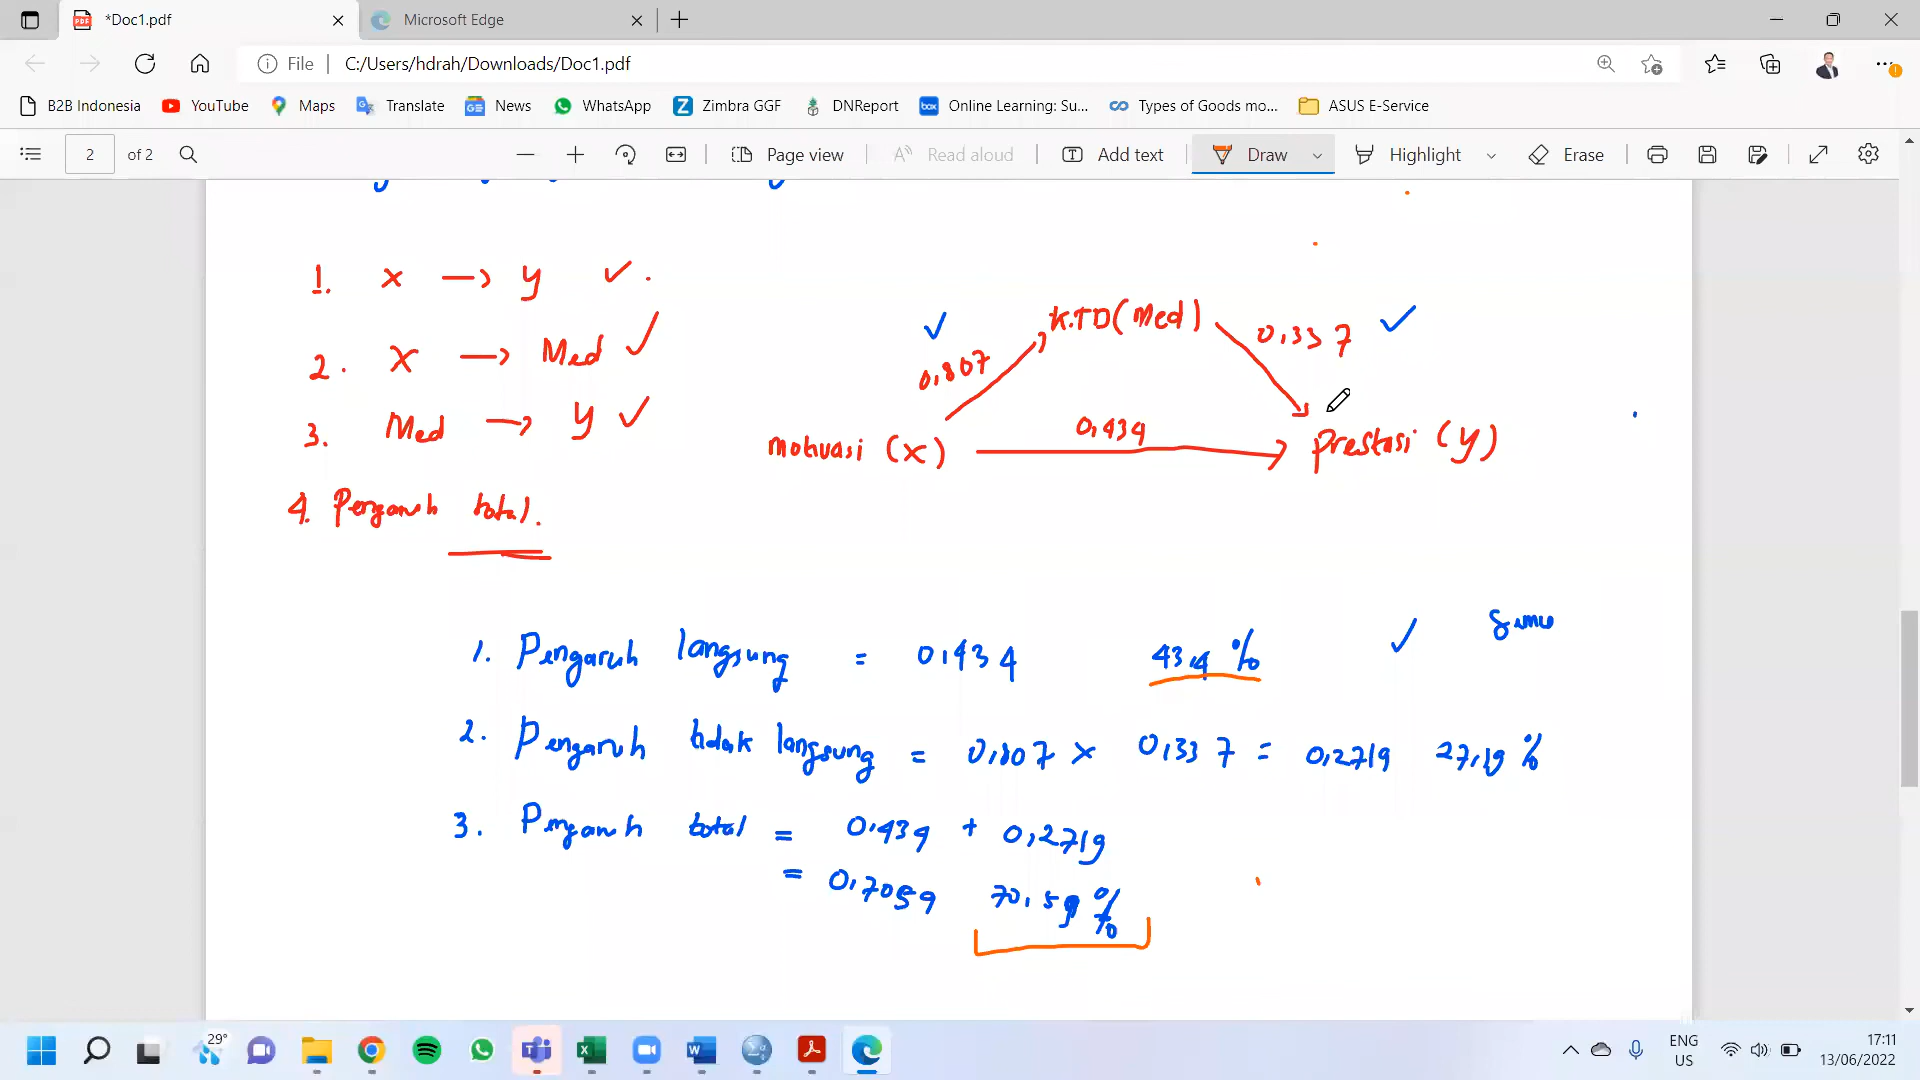 *Doc1.pdf
Microsoft Edge
File
C:/Users/hdrah/Downloads/Doc1.pdf
B2B Indonesia YouTube Maps Translate News WhatsApp Zimbra GGF DNReport Online Learning: Su... Types of Goods mo... ASUS E-Service
2 of 2 Page view Read aloud Add text Draw Highlight Erase
1. x → y ✓ .
2. x → Med ✓
3. Med → y ✓
4. Pengaruh total.
✓ K.TD (Med) 0,337 ✓
0,807
0,434
motivasi (x) prestasi (y)
1. Pengaruh langsung = 0,434 43,4 % ✓
2. Pengaruh tidak langsung = 0,807 x 0,337 = 0,2719 27,19 %
3. Pengaruh total = 0,434 + 0,2719
= 0,7059 70,59 %
29°
ENG
US
17:11
13/06/2022